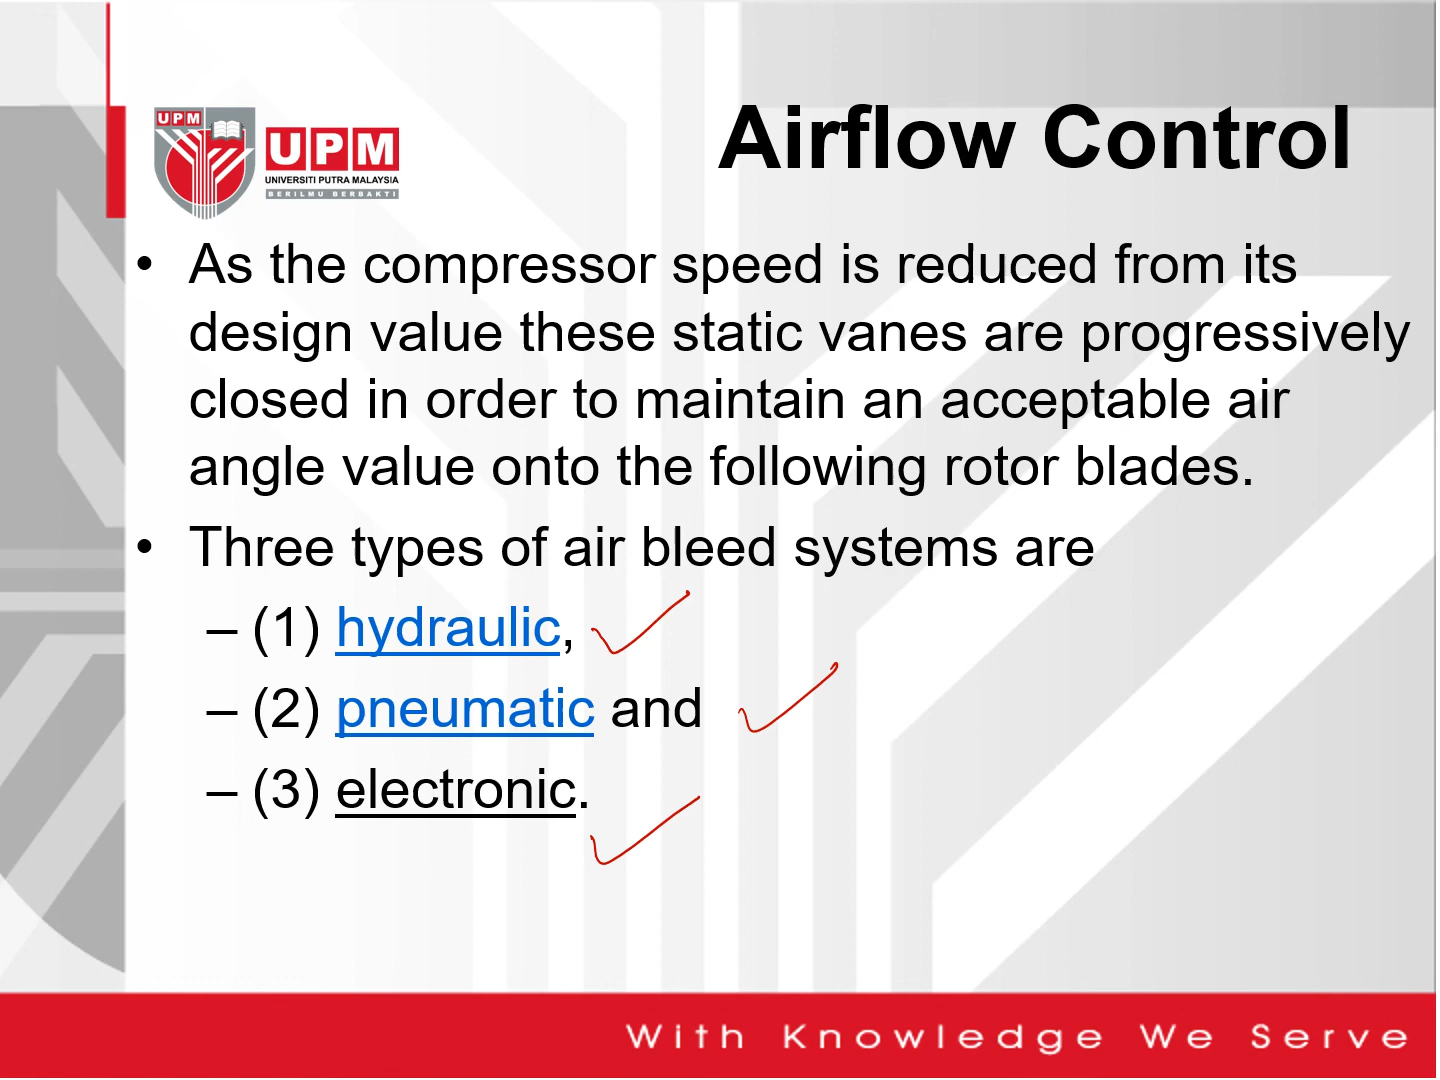 UPM
UPM
UNIVERSITI PUTRA MALAYSIA
BERILMU BERBAKTI
Airflow Control
• As the compressor speed is reduced from its
design value these static vanes are progressively
closed in order to maintain an acceptable air
angle value onto the following rotor blades.
• Three types of air bleed systems are
– (1) hydraulic,
– (2) pneumatic and
– (3) electronic.
With Knowledge We Serve